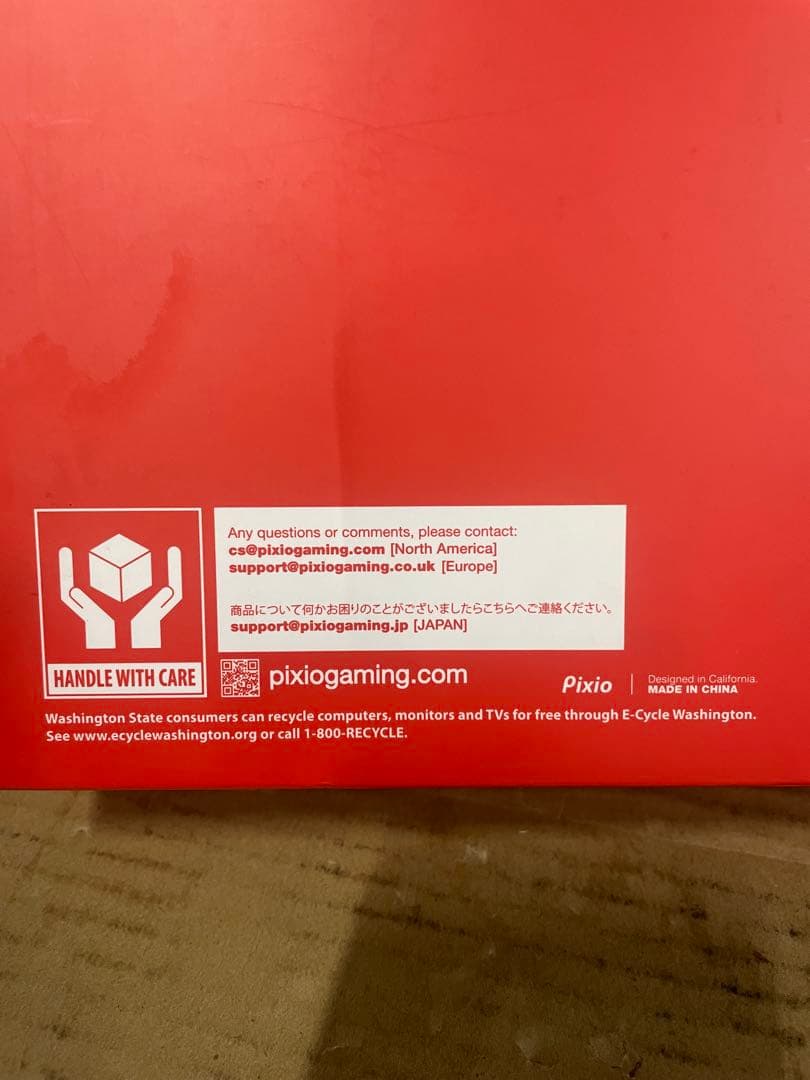 Any questions or comments, please contact:
cs@pixiogaming.com [North America]
support@pixiogaming.co.uk [Europe]
商品について何かお困りのことがございましたらこちらへご連絡ください。
support@pixiogaming.jp [JAPAN]
HANDLE WITH CARE
pixiogaming.com
Pixio
Designed in California.
MADE IN CHINA
Washington State consumers can recycle computers, monitors and TVs for free through E-Cycle Washington.
See www.ecyclewashington.org or call 1-800-RECYCLE.